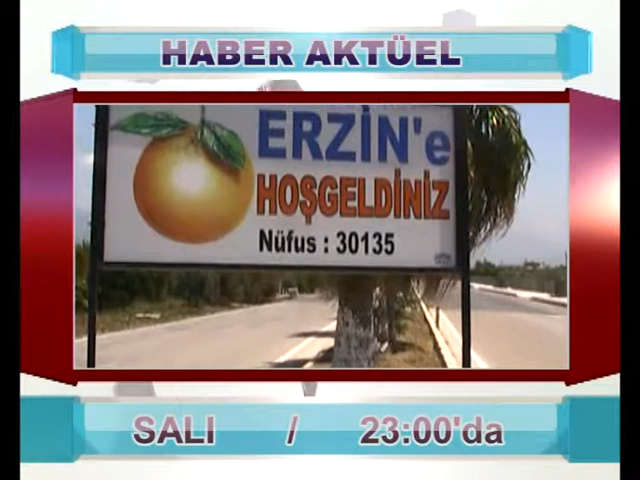 HABER AKTÜEL
ERZİN'e
HOŞGELDİNİZ
Nüfus : 30135
SALI / 23:00'da